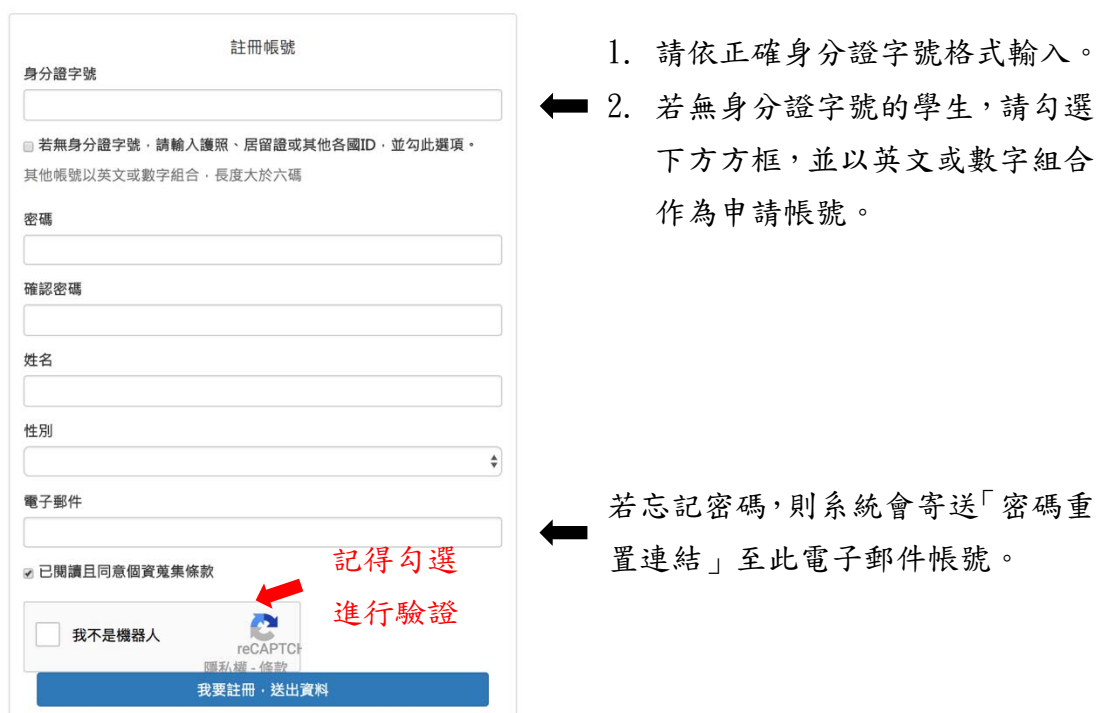 註冊帳號
身分證字號
若無身分證字號，請輸入護照、居留證或其他各國ID，並勾此選項。
其他帳號以英文或數字組合，長度大於六碼
密碼
確認密碼
姓名
性別
電子郵件
已閱讀且同意個資蒐集條款
我不是機器人
reCAPTCH
隱私權 - 條款
我要註冊，送出資料
1. 請依正確身分證字號格式輸入。
2. 若無身分證字號的學生，請勾選
下方方框，並以英文或數字組合
作為申請帳號。
若忘記密碼，則系統會寄送「密碼重
置連結」至此電子郵件帳號。
記得勾選
進行驗證